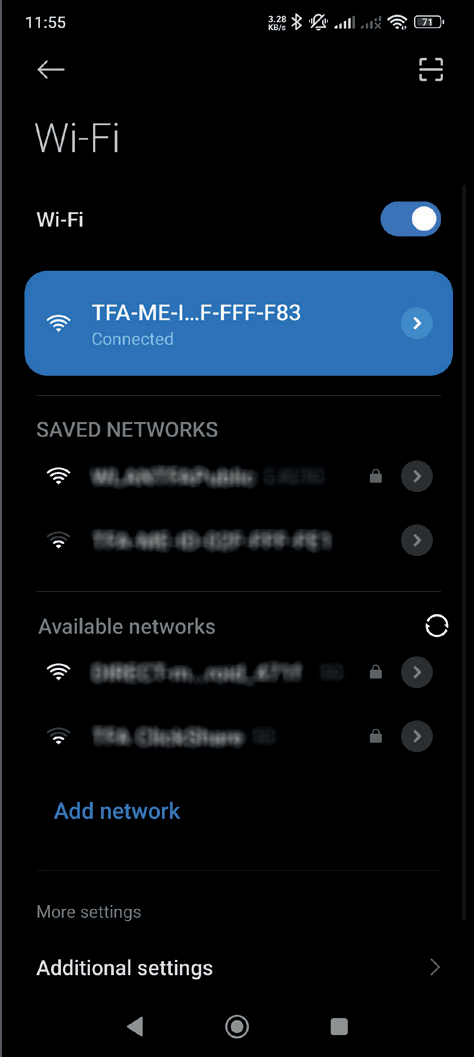 11:55
3.28
KB/s
71
Wi-Fi
Wi-Fi
TFA-ME-I...F-FFF-F83
Connected
SAVED NETWORKS
Available networks
Add network
More settings
Additional settings